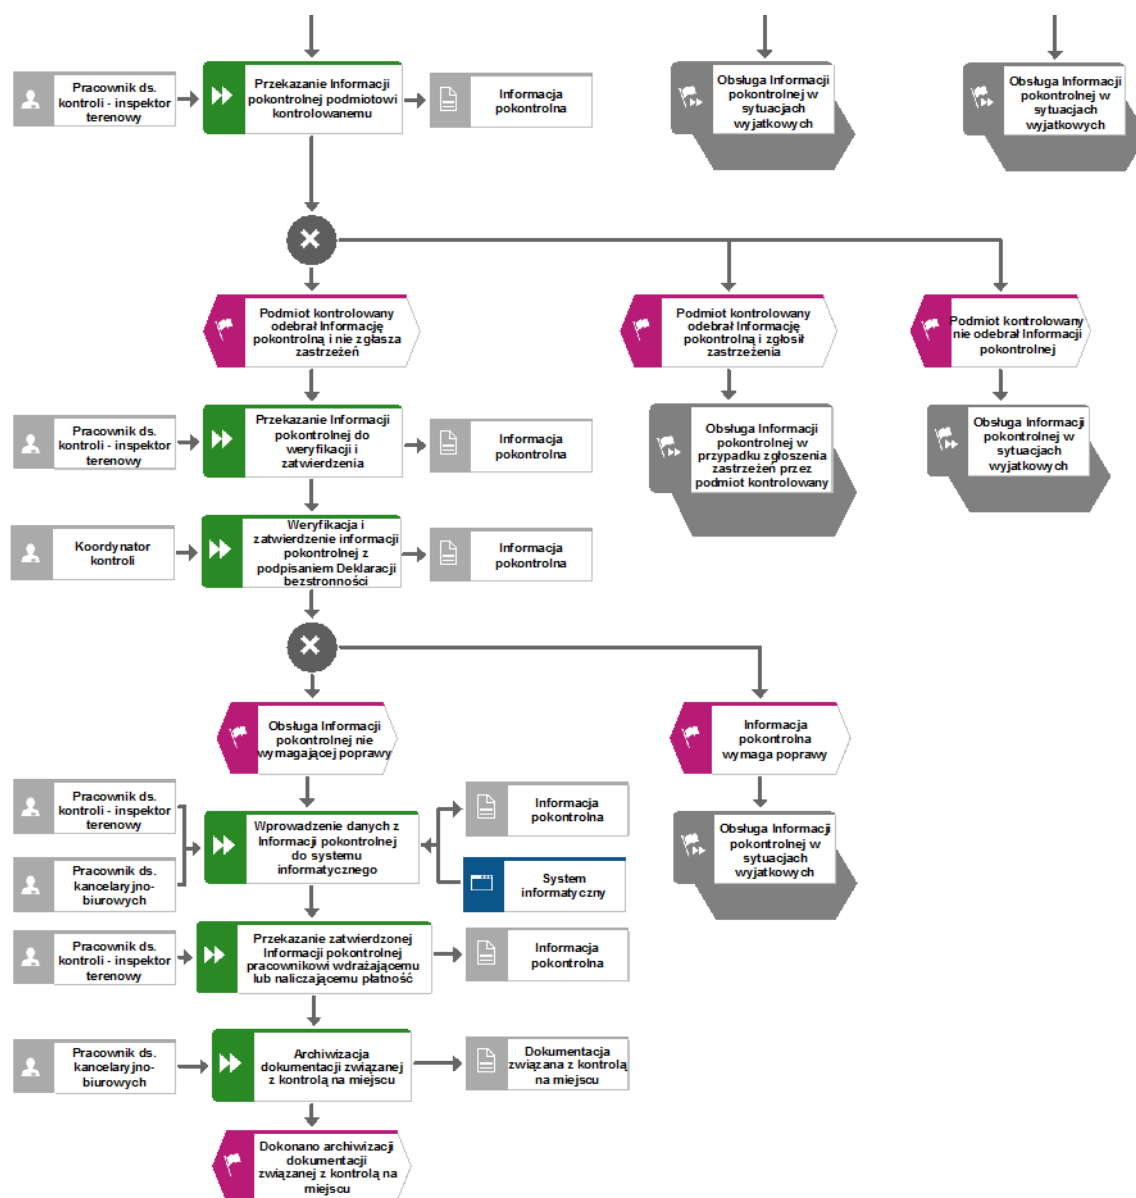 Pracownik ds.
kontroli - inspektor
terenowy
Przekazanie Informacji
pokontrolnej podmiotowi
kontrolowanemu
Informacja
pokontrolna
Obsługa Informacji
pokontrolnej w
sytuacjach
wyjatkowych
Obsługa Informacji
pokontrolnej w
sytuacjach
wyjatkowych
Podmiot kontrolowany
odebrał Informację
pokontrolną i nie zgłasza
zastrzeżeń
Podmiot kontrolowany
odebrał Informację
pokontrolną i zgłosił
zastrzeżenia
Podmiot kontrolowany
nie odebrał Informacji
pokontrolnej
Pracownik ds.
kontroli - inspektor
terenowy
Przekazanie Informacji
pokontrolnej do
weryfikacji i
zatwierdzenia
Informacja
pokontrolna
Obsługa Informacji
pokontrolnej w
przypadku zgłoszenia
zastrzeżeń przez
podmiot kontrolowany
Obsługa Informacji
pokontrolnej w
sytuacjach
wyjatkowych
Koordynator
kontroli
Weryfikacja i
zatwierdzenie informacji
pokontrolnej z
podpisaniem Deklaracji
bezstronności
Informacja
pokontrolna
Obsługa Informacji
pokontrolnej nie
wymagającej poprawy
Informacja
pokontrolna
wymaga poprawy
Pracownik ds.
kontroli - inspektor
terenowy
Pracownik ds.
kancelaryjno-
biurowych
Wprowadzenie danych z
Informacji pokontrolnej
do systemu
informatycznego
Informacja
pokontrolna
System
informatyczny
Obsługa Informacji
pokontrolnej w
sytuacjach
wyjatkowych
Pracownik ds.
kontroli - inspektor
terenowy
Przekazanie zatwierdzonej
Informacji pokontrolnej
pracownikowi wdrażającemu
lub naliczającemu płatność
Informacja
pokontrolna
Pracownik ds.
kancelaryjno-
biurowych
Archiwizacja
dokumentacji związanej
z kontrolą na miejscu
Dokumentacja
związana z kontrolą
na miejscu
Dokonano archiwizacji
dokumentacji
związanej z kontrolą na
miejscu